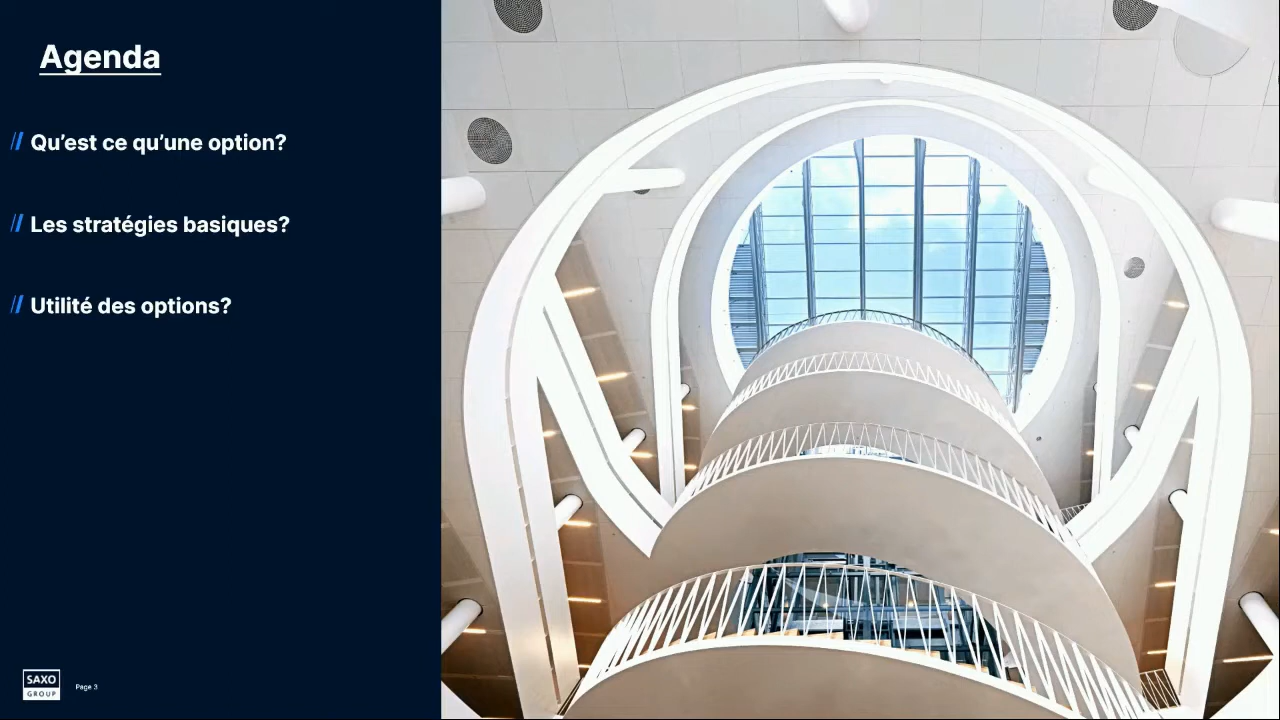 Agenda
// Qu’est ce qu’une option?
// Les stratégies basiques?
// Utilité des options?
SAXO
GROUP
Page 3